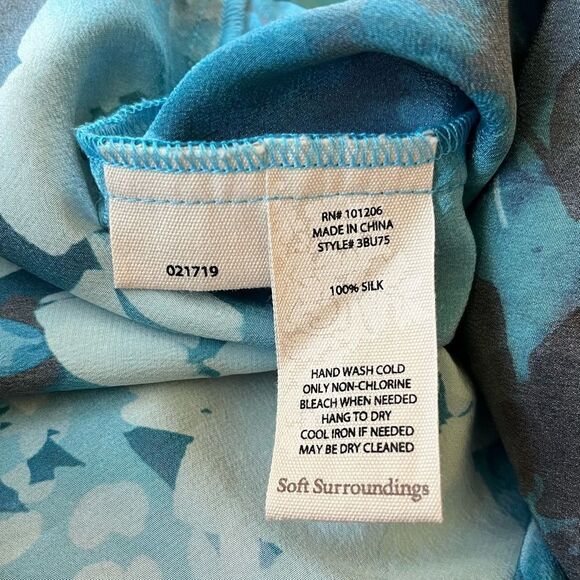 021719
RN# 101206
MADE IN CHINA
STYLE# 3BU75
100% SILK
HAND WASH COLD
ONLY NON-CHLORINE
BLEACH WHEN NEEDED
HANG TO DRY
COOL IRON IF NEEDED
MAY BE DRY CLEANED
Soft Surroundings